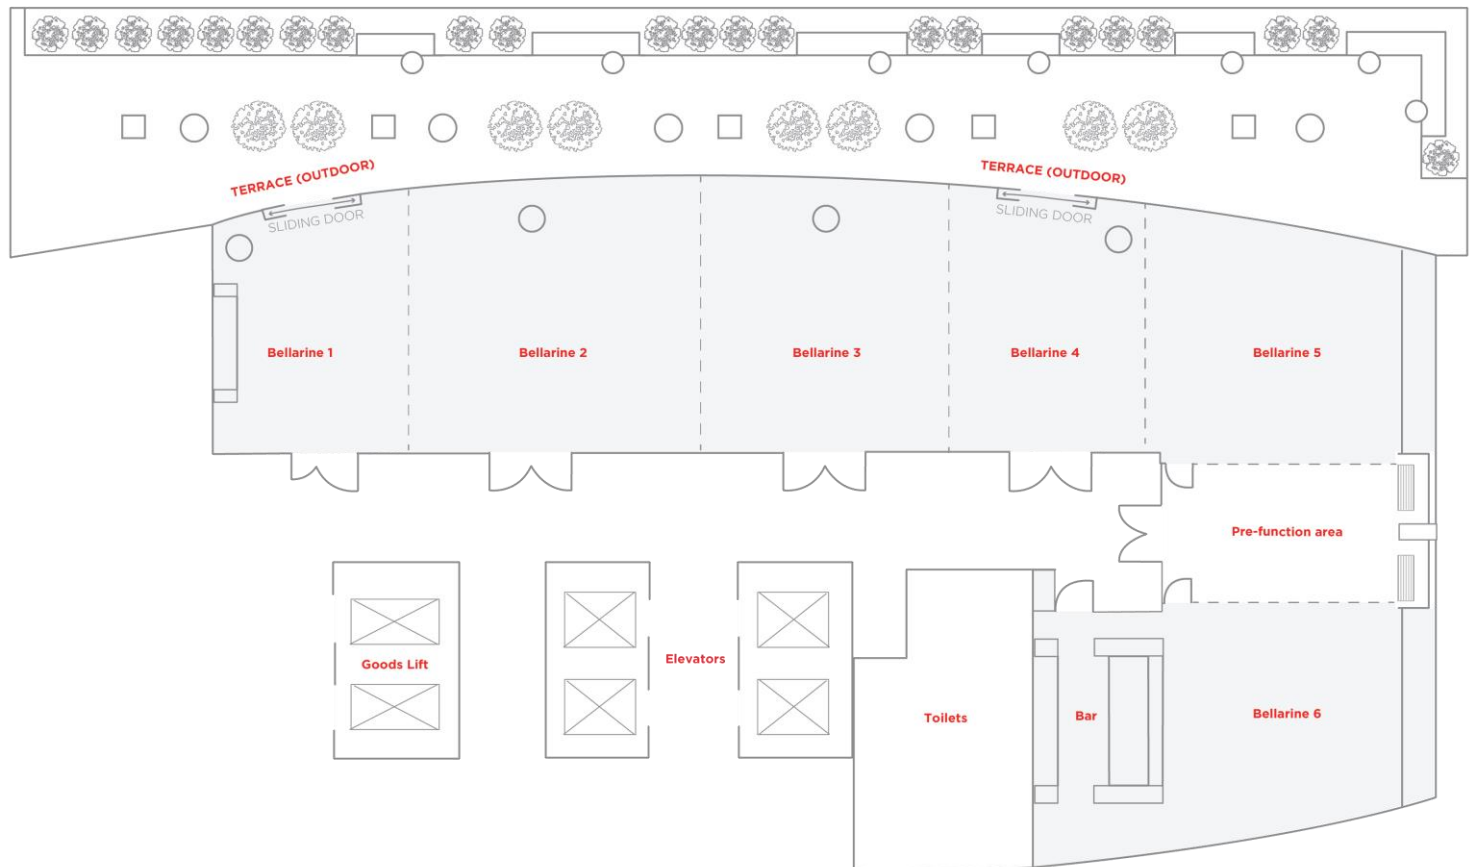 TERRACE (OUTDOOR)
TERRACE (OUTDOOR)
SLIDING DOOR
SLIDING DOOR
Bellarine 1
Bellarine 2
Bellarine 3
Bellarine 4
Bellarine 5
Pre-function area
Goods Lift
Elevators
Toilets
Bar
Bellarine 6